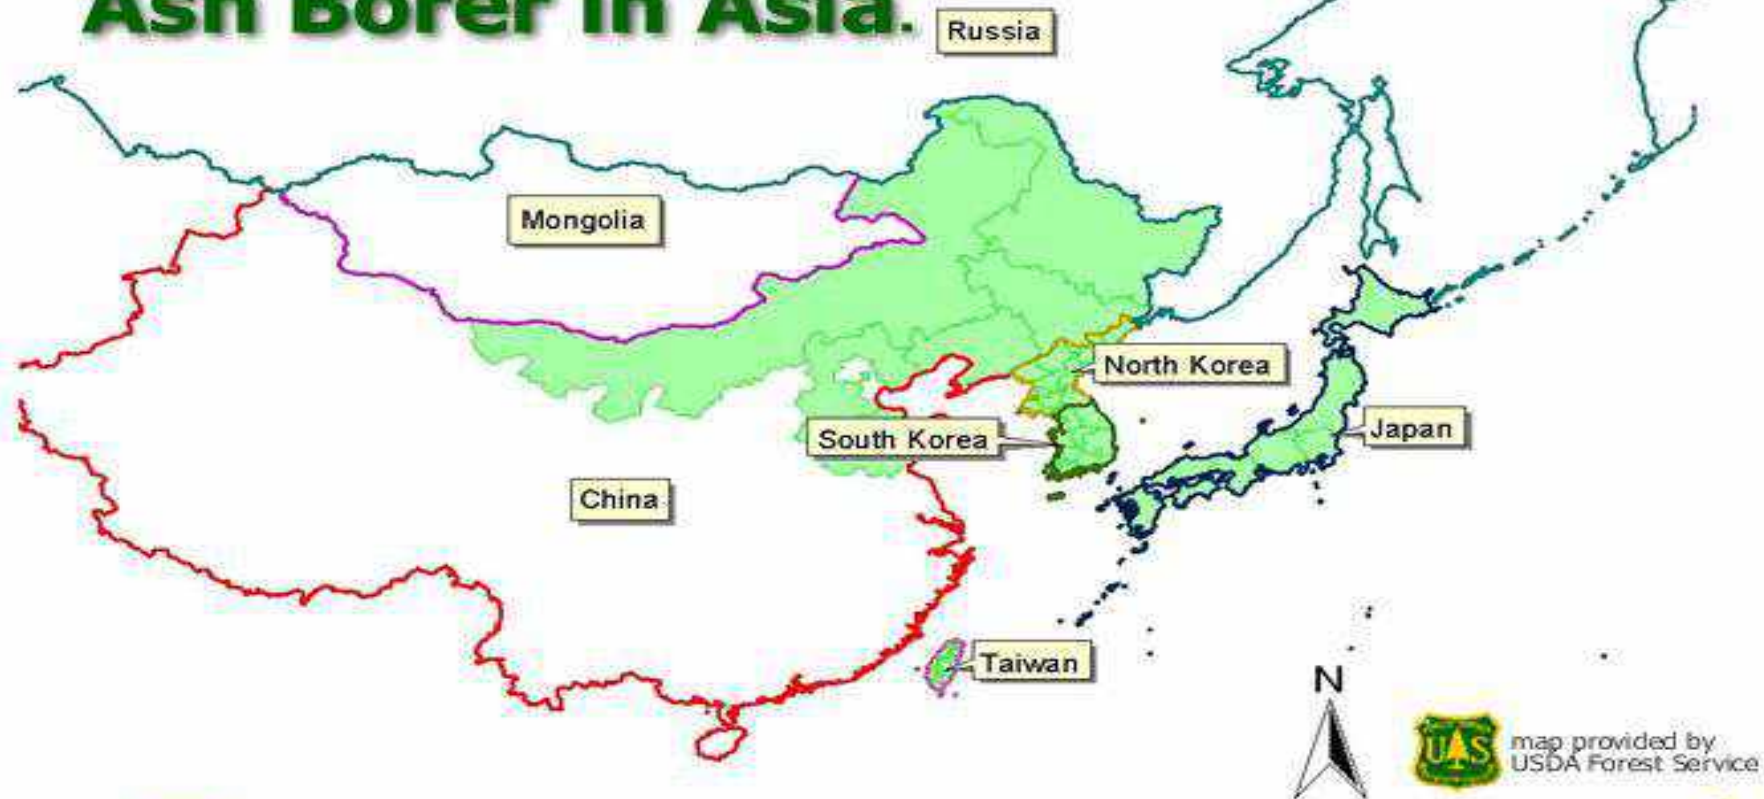 Ash Borer in Asia.
Russia
Mongolia
North Korea
Japan
South Korea
China
Taiwan
N
UAS
map provided by
USDA Forest Service